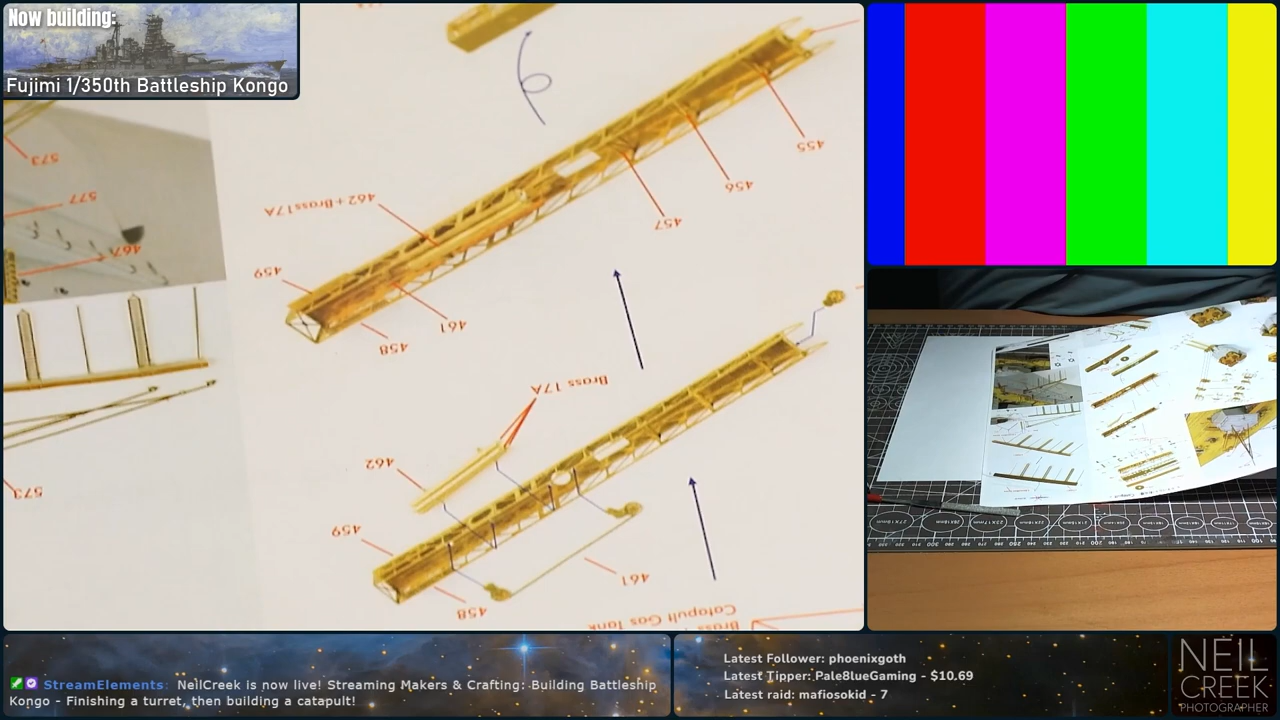 Now building:
Fujimi 1/350th Battleship Kongo
573
577
467
455
456
457
462+Brass17A
459
461
458
Brass 17A
462
459
461
458
573
Catapult Gas Tank
StreamElements: NeilCreek is now live! Streaming Makers & Crafting: Building Battleship
Kongo - Finishing a turret, then building a catapult!
Latest Follower: phoenixgoth
Latest Tipper: PaleBlueGaming - $10.69
Latest raid: mafiosokid - 7
NEIL
CREEK
PHOTOGRAPHER